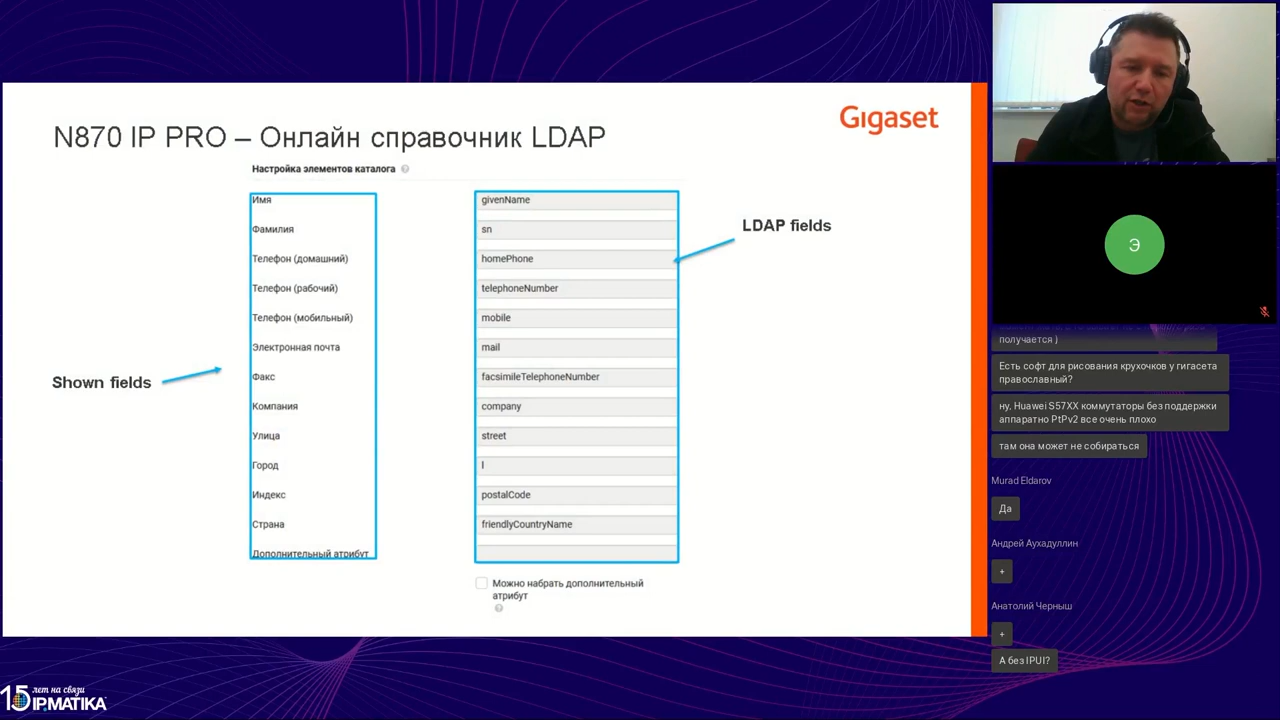 Gigaset
N870 IP PRO – Онлайн справочник LDAP
Настройка элементов каталога ?
Имя givenName
Фамилия sn
Телефон (домашний) homePhone
Телефон (рабочий) telephoneNumber
Телефон (мобильный) mobile
Электронная почта mail
Факс facsimileTelephoneNumber
Компания company
Улица street
Город l
Индекс postalCode
Страна friendlyCountryName
Дополнительный атрибут
LDAP fields
Shown fields
Можно набрать дополнительный
атрибут
?
15 лет на связи
IPMATIKA
Э
получается )
Есть софт для рисования крухочков у гигасета
православный?
ну, Huawei S57XX коммутаторы без поддержки
аппаратно PtPv2 все очень плохо
там она может не собираться
Murad Eldarov
Да
Андрей Аухадуллин
+
Анатолий Черныш
+
А без IPUI?